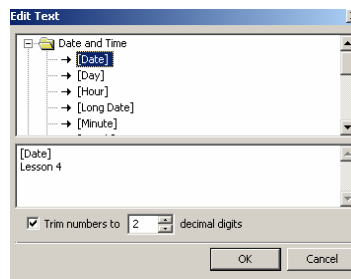 Edit Text
Date and Time
[Date]
[Day]
[Hour]
[Long Date]
[Minute]
[Date]
Lesson 4
Trim numbers to 2 decimal digits
OK Cancel